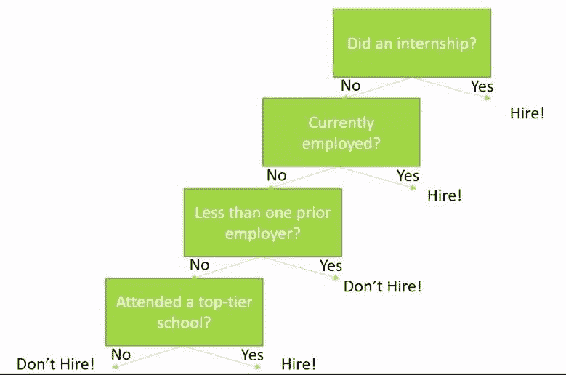 Did an internship?
No
Yes
Hire!
Currently
employed?
No
Yes
Hire!
Less than one prior
employer?
No
Yes
Don't Hire!
Attended a top-tier
school?
No
Yes
Don't Hire!
Hire!